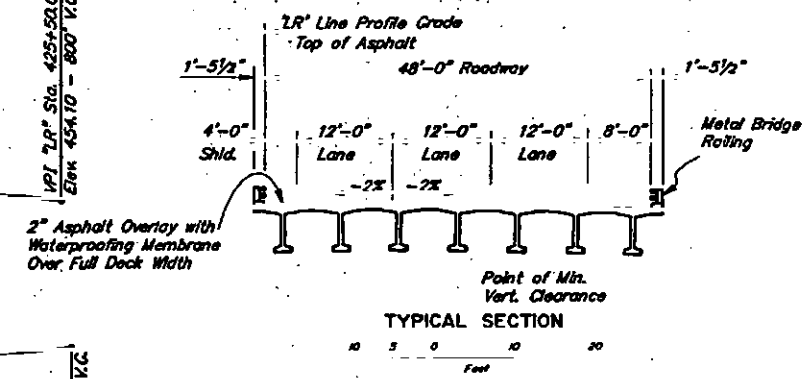 VPI "LR" Sta. 425+50.0
Elev. 454.10 - 800' V.C.
"LR" Line Profile Grade
Top of Asphalt
1'-5½"
48'-0" Roadway
1'-5½"
4'-0"
12'-0"
12'-0"
12'-0"
8'-0"
Shld.
Lane
Lane
Lane
Metal Bridge
Railing
-2%
-2%
2" Asphalt Overlay with
Waterproofing Membrane
Over Full Deck Width
Point of Min.
Vert. Clearance
TYPICAL SECTION
10 5 0 10 20
Feet
V.C.